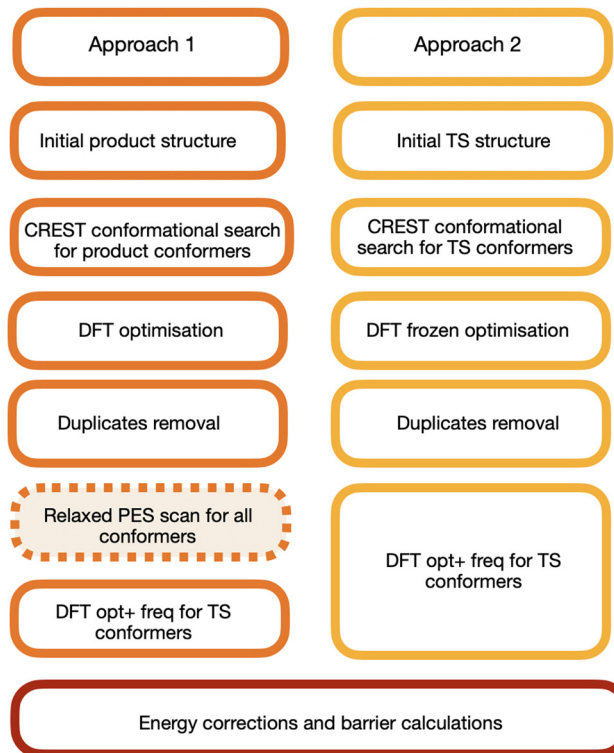 Approach 1
Initial product structure
CREST conformational search
for product conformers
DFT optimisation
Duplicates removal
Relaxed PES scan for all
conformers
DFT opt+ freq for TS
conformers
Approach 2
Initial TS structure
CREST conformational
search for TS conformers
DFT frozen optimisation
Duplicates removal
DFT opt+ freq for TS
conformers
Energy corrections and barrier calculations